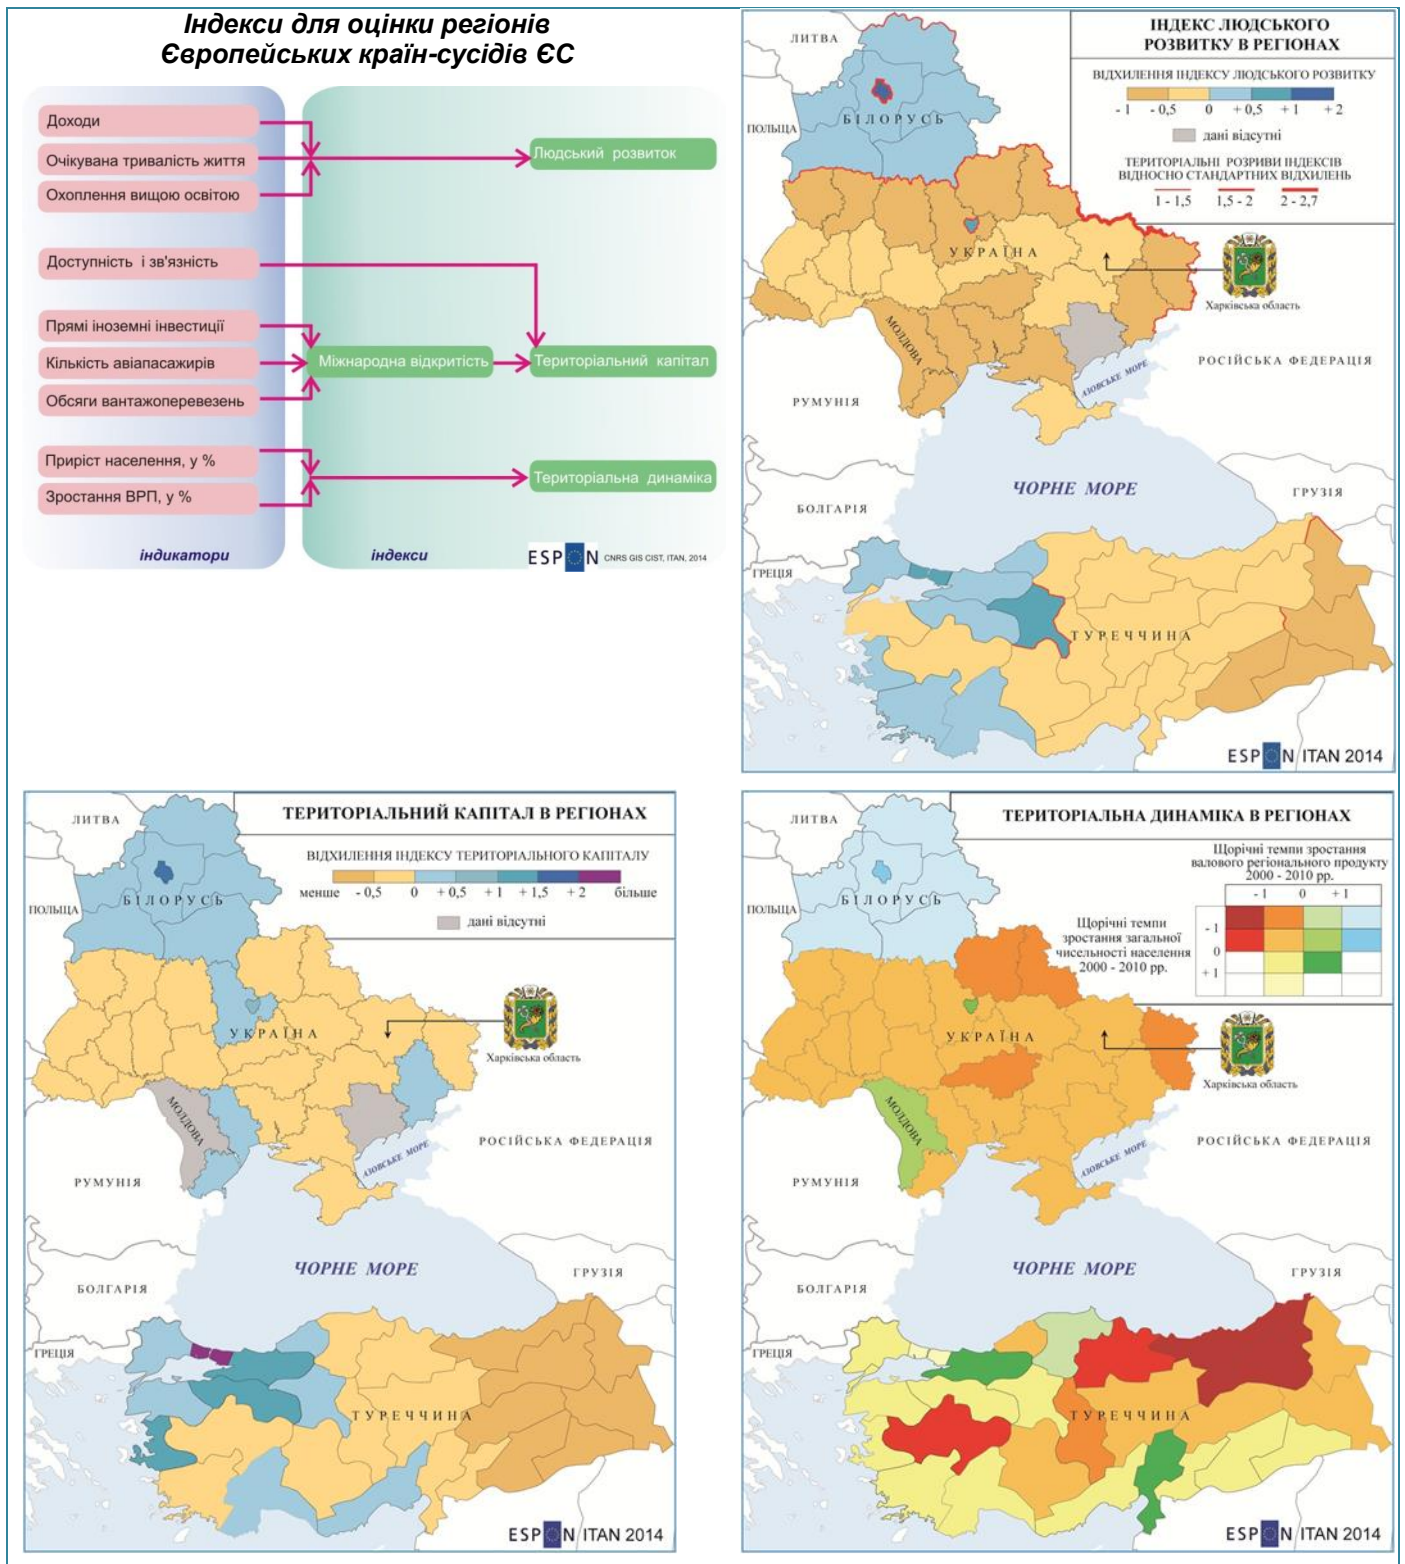 Індекси для оцінки регіонів
Європейських країн-сусідів ЄС
Доходи
Очікувана тривалість життя
Охоплення вищою освітою
Доступність і зв'язність
Прямі іноземні інвестиції
Кількість авіапасажирів
Обсяги вантажоперевезень
Приріст населення, у %
Зростання ВРП, у %
індикатори
Людський розвиток
Міжнародна відкритість
Територіальний капітал
Територіальна динаміка
індекси
ESPON CNRS GIS CIST, ITAN, 2014
ІНДЕКС ЛЮДСЬКОГО
РОЗВИТКУ В РЕГІОНАХ
ВІДХИЛЕННЯ ІНДЕКСУ ЛЮДСЬКОГО РОЗВИТКУ
- 1 - 0,5 0 + 0,5 + 1 + 2
дані відсутні
ТЕРИТОРІАЛЬНІ РОЗРИВИ ІНДЕКСІВ
ВІДНОСНО СТАНДАРТНИХ ВІДХИЛЕНЬ
1 - 1,5 1,5 - 2 2 - 2,7
ЛИТВА
ПОЛЬЩА
БІЛОРУСЬ
УКРАЇНА
Харківська область
МОЛДОВА
РОСІЙСЬКА ФЕДЕРАЦІЯ
АЗОВСЬКЕ МОРЕ
РУМУНІЯ
ЧОРНЕ МОРЕ
ГРУЗІЯ
БОЛГАРІЯ
ГРЕЦІЯ
ТУРЕЧЧИНА
ESPON ITAN 2014
ТЕРИТОРІАЛЬНИЙ КАПІТАЛ В РЕГІОНАХ
ВІДХИЛЕННЯ ІНДЕКСУ ТЕРИТОРІАЛЬНОГО КАПІТАЛУ
менше - 0,5 0 + 0,5 + 1 + 1,5 + 2 більше
дані відсутні
ЛИТВА
ПОЛЬЩА
БІЛОРУСЬ
УКРАЇНА
Харківська область
МОЛДОВА
РОСІЙСЬКА ФЕДЕРАЦІЯ
АЗОВСЬКЕ МОРЕ
РУМУНІЯ
ЧОРНЕ МОРЕ
ГРУЗІЯ
БОЛГАРІЯ
ГРЕЦІЯ
ТУРЕЧЧИНА
ESPON ITAN 2014
ТЕРИТОРІАЛЬНА ДИНАМІКА В РЕГІОНАХ
Щорічні темпи зростання
валового регіонального продукту
2000 - 2010 рр.
- 1 0 + 1
Щорічні темпи
зростання загальної
чисельності населення
2000 - 2010 рр.
- 1
0
+ 1
ЛИТВА
ПОЛЬЩА
БІЛОРУСЬ
УКРАЇНА
Харківська область
МОЛДОВА
РОСІЙСЬКА ФЕДЕРАЦІЯ
АЗОВСЬКЕ МОРЕ
РУМУНІЯ
ЧОРНЕ МОРЕ
ГРУЗІЯ
БОЛГАРІЯ
ГРЕЦІЯ
ТУРЕЧЧИНА
ESPON ITAN 2014